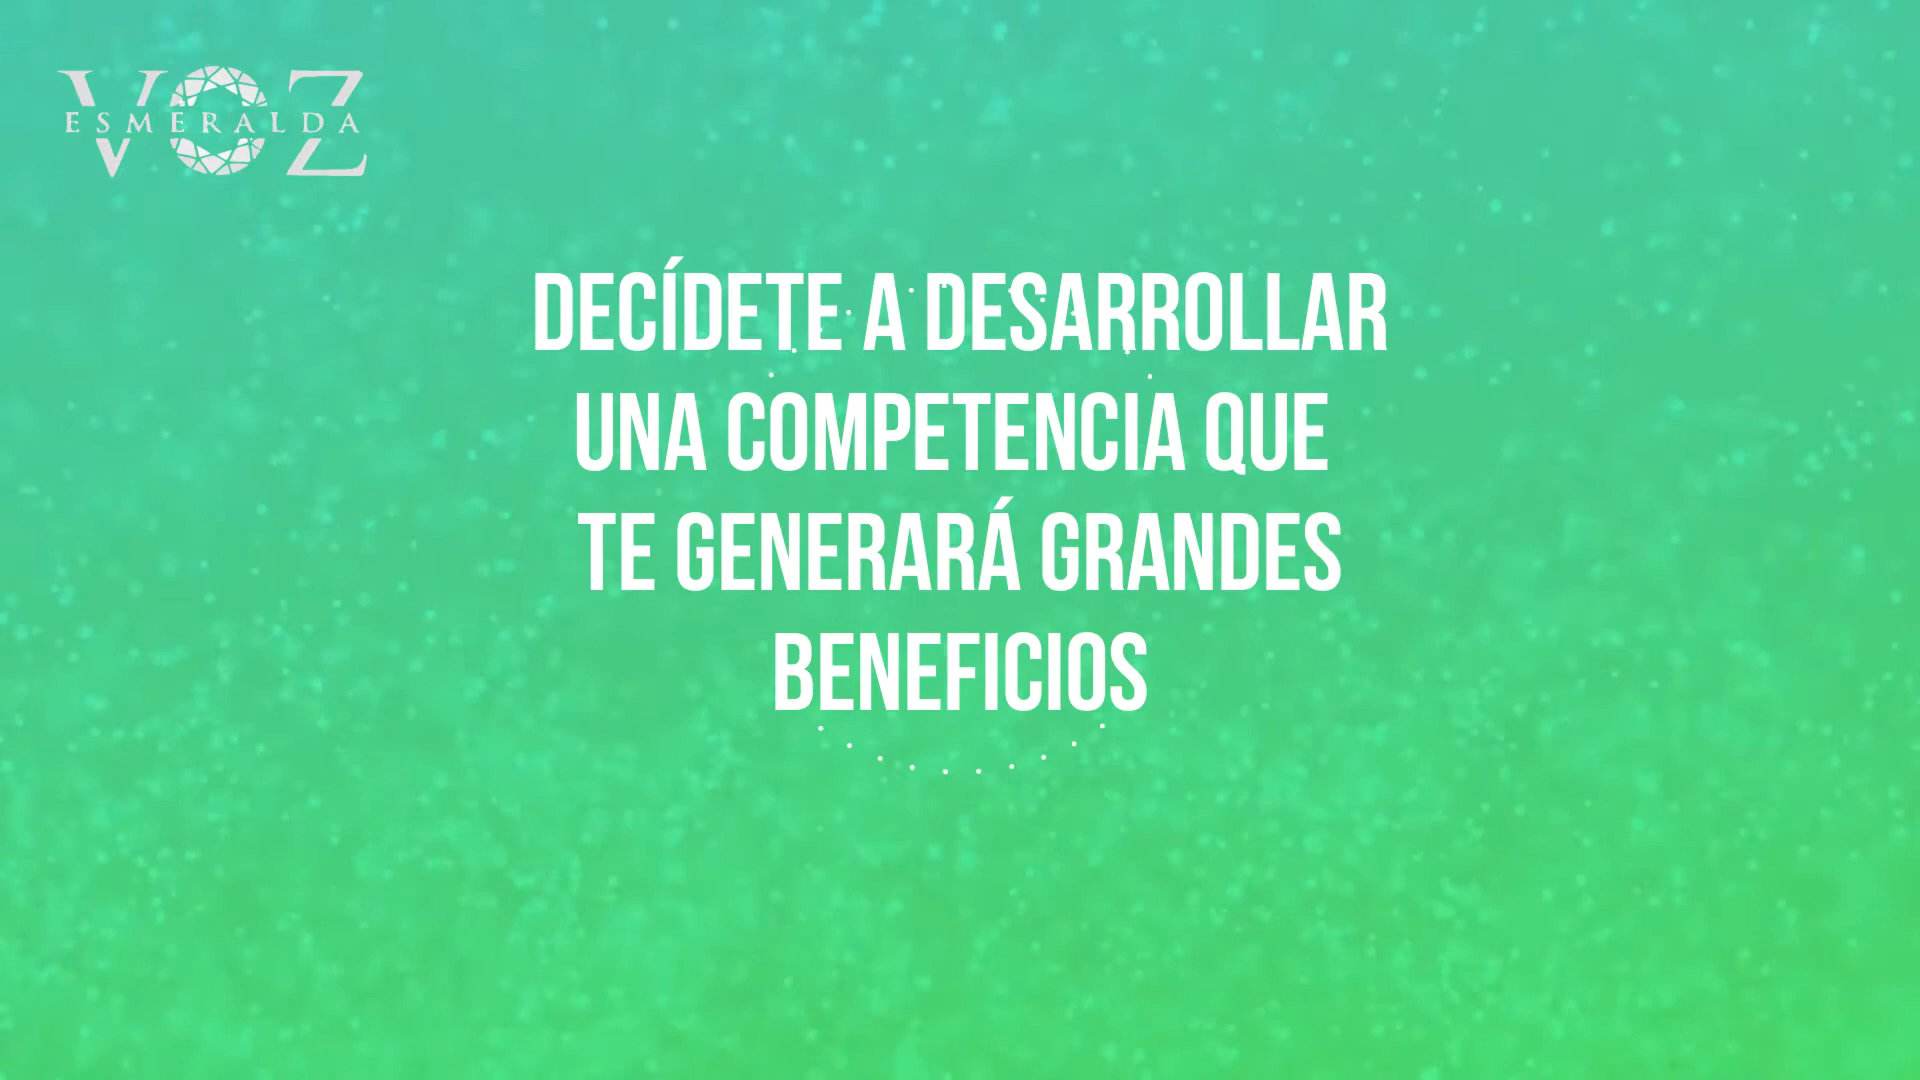 VOZ
ESMERALDA
DECÍDETE A DESARROLLAR
UNA COMPETENCIA QUE
TE GENERARÁ GRANDES
BENEFICIOS